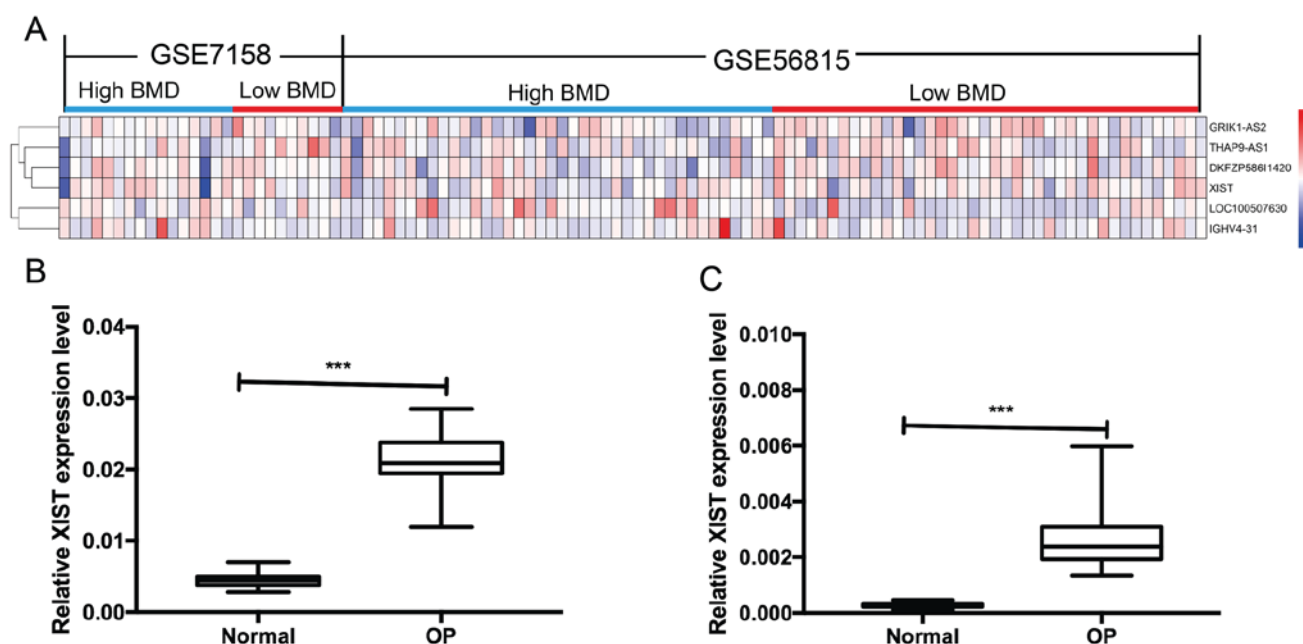 A
GSE7158 GSE56815
High BMD Low BMD High BMD Low BMD
GRIK1-AS2
THAP9-AS1
DKFZP586I1420
XIST
LOC100507630
IGHV4-31
B
Relative XIST expression level
0.04
0.03
0.02
0.01
0.00
***
Normal OP
C
Relative XIST expression level
0.010
0.008
0.006
0.004
0.002
0.000
***
Normal OP